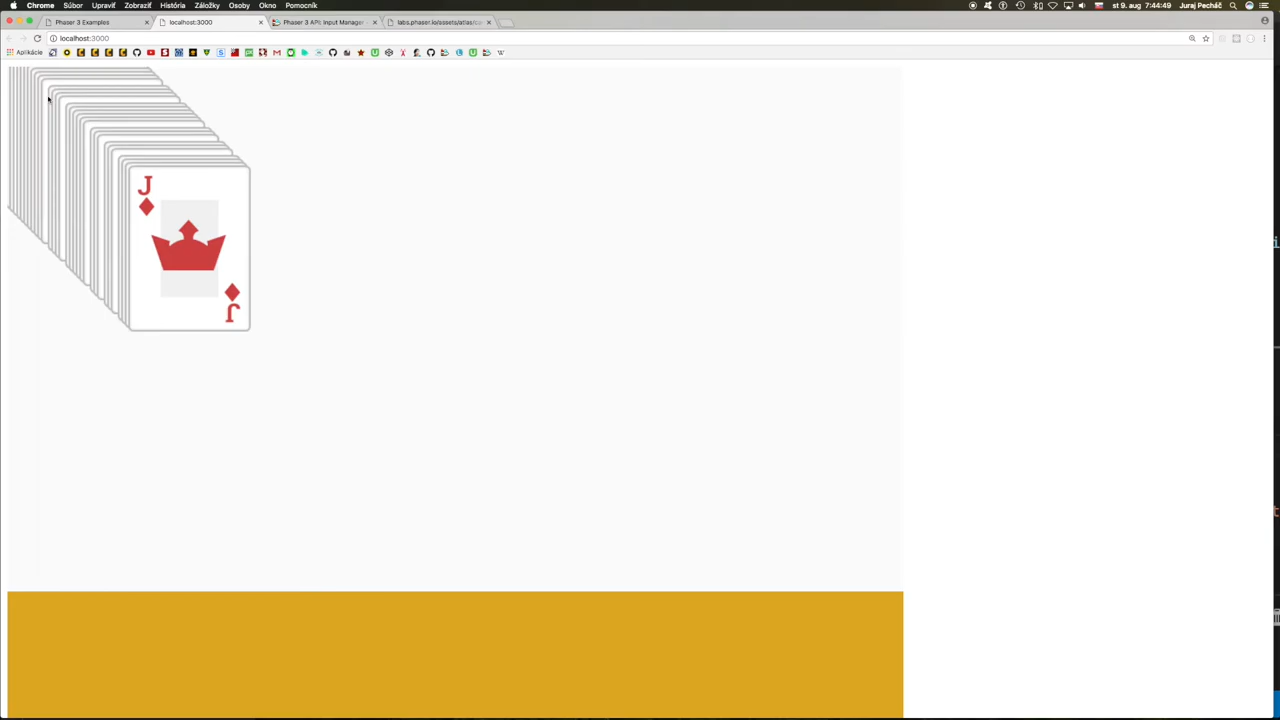 Chrome Súbor Upraviť Zobraziť História Záložky Osoby Okno Pomocník st 9. aug 7:44:49 Juraj Pecháč
Phaser 3 Examples localhost:3000 Phaser 3 API: Input Manager labs.phaser.io/assets/atlas/
localhost:3000
Aplikácie
J
J